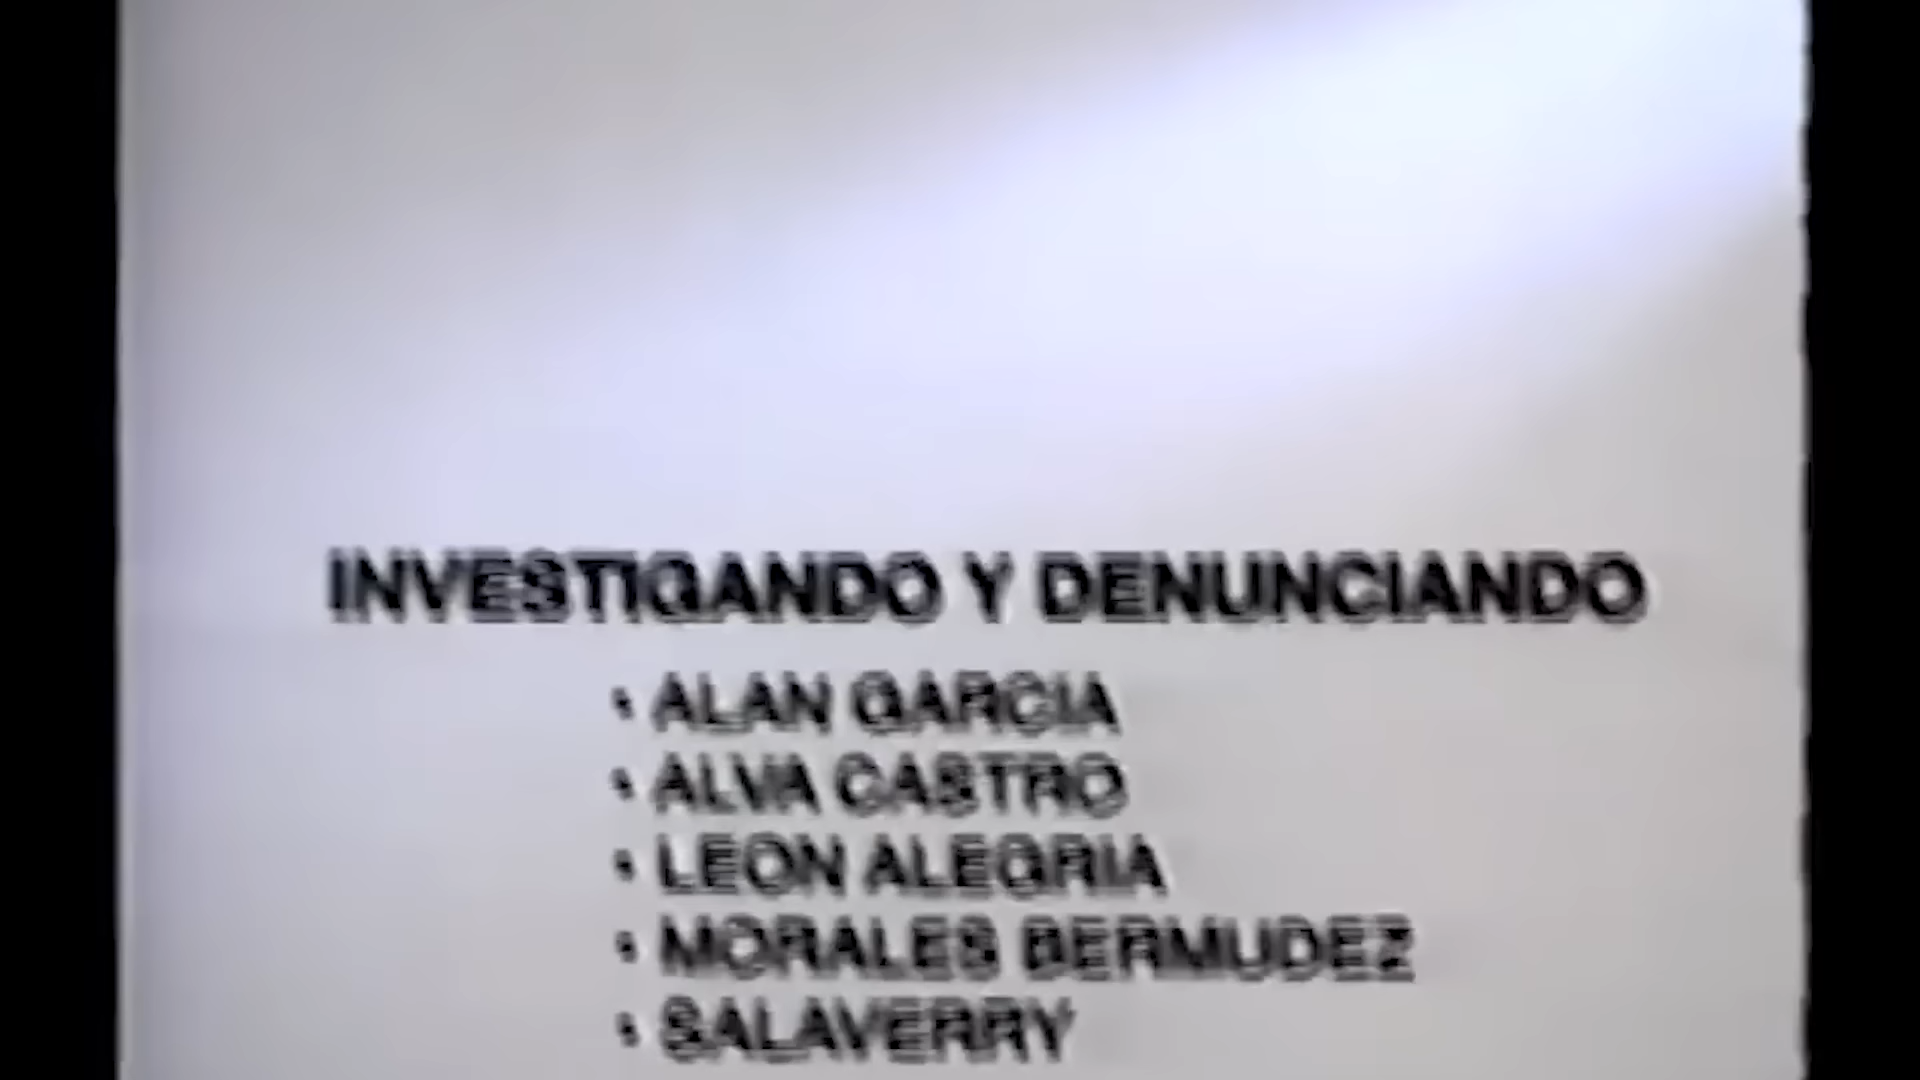 INVESTIGANDO Y DENUNCIANDO
• ALAN GARCIA
• ALVA CASTRO
• LEON ALEGRIA
• MORALES BERMUDEZ
• SALAVERRY